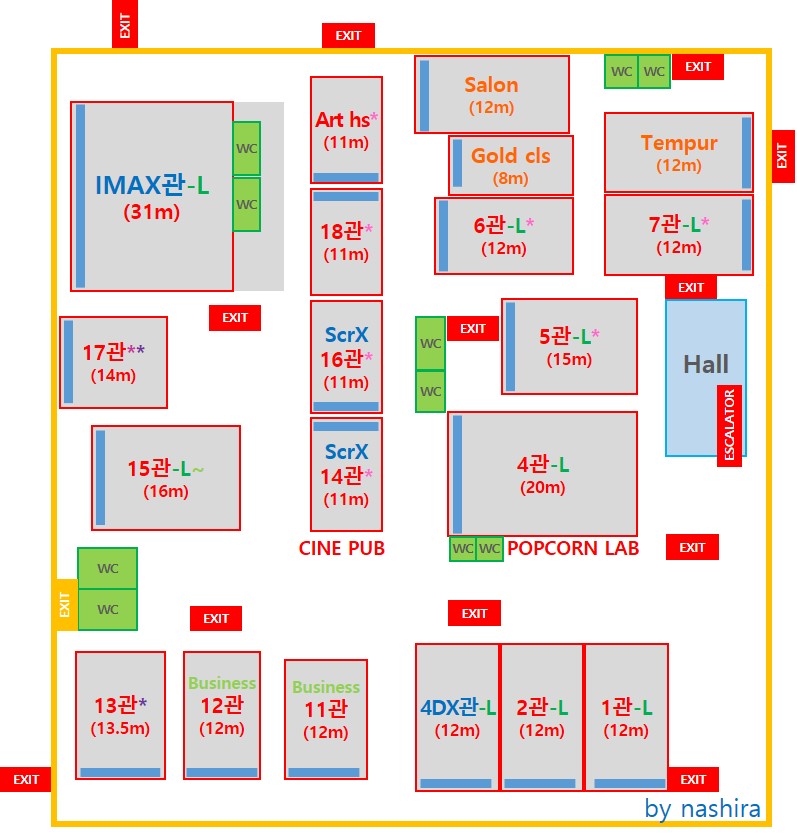 EXIT
EXIT
Salon
(12m)
WC WC
EXIT
Art hs*
(11m)
IMAX관-L
(31m)
WC
WC
Gold cls
(8m)
Tempur
(12m)
EXIT
18관*
(11m)
6관-L*
(12m)
7관-L*
(12m)
EXIT
EXIT
17관**
(14m)
ScrX
16관*
(11m)
WC
WC
EXIT
5관-L*
(15m)
Hall
ESCALATOR
15관-L~
(16m)
ScrX
14관*
(11m)
4관-L
(20m)
CINE PUB
WC WC
POPCORN LAB
EXIT
WC
WC
EXIT
EXIT
EXIT
13관*
(13.5m)
Business
12관
(12m)
Business
11관
(12m)
4DX관-L
(12m)
2관-L
(12m)
1관-L
(12m)
EXIT
EXIT
by nashira